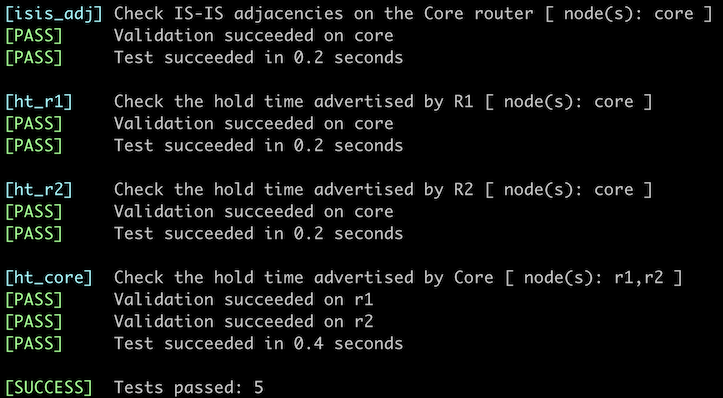 [isis_adj] Check IS-IS adjacencies on the Core router [ node(s): core ]
[PASS] Validation succeeded on core
[PASS] Test succeeded in 0.2 seconds
[ht_r1] Check the hold time advertised by R1 [ node(s): core ]
[PASS] Validation succeeded on core
[PASS] Test succeeded in 0.2 seconds
[ht_r2] Check the hold time advertised by R2 [ node(s): core ]
[PASS] Validation succeeded on core
[PASS] Test succeeded in 0.2 seconds
[ht_core] Check the hold time advertised by Core [ node(s): r1,r2 ]
[PASS] Validation succeeded on r1
[PASS] Validation succeeded on r2
[PASS] Test succeeded in 0.4 seconds
[SUCCESS] Tests passed: 5